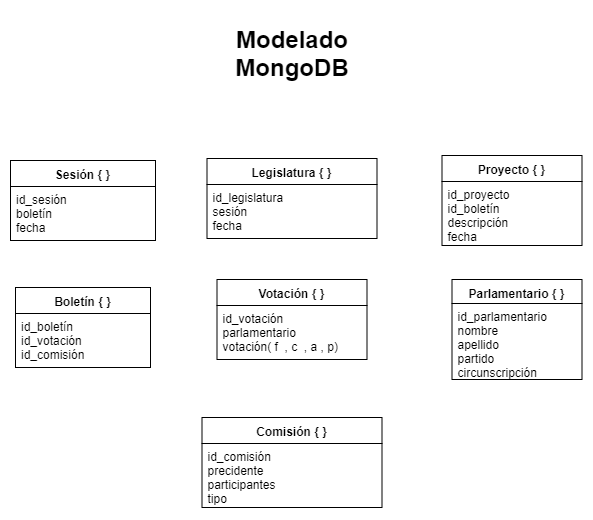 Modelado
MongoDB
Sesión { }
id_sesión
boletín
fecha
Legislatura { }
id_legislatura
sesión
fecha
Proyecto { }
id_proyecto
id_boletín
descripción
fecha
Boletín { }
id_boletín
id_votación
id_comisión
Votación { }
id_votación
parlamentario
votación( f , c , a , p)
Parlamentario { }
id_parlamentario
nombre
apellido
partido
circunscripción
Comisión { }
id_comisión
precidente
participantes
tipo